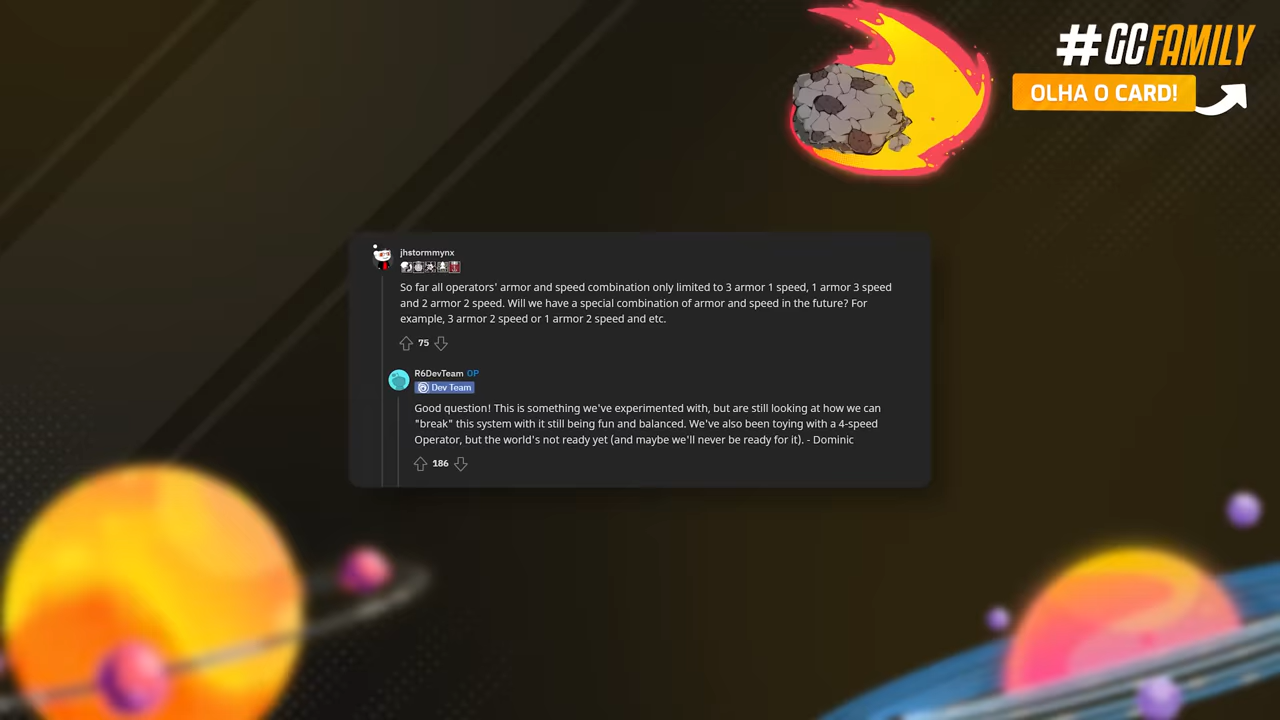 #GCFAMILY
OLHA O CARD!
jhstormmynx
So far all operators' armor and speed combination only limited to 3 armor 1 speed, 1 armor 3 speed
and 2 armor 2 speed. Will we have a special combination of armor and speed in the future? For
example, 3 armor 2 speed or 1 armor 2 speed and etc.
75
R6DevTeam OP
Dev Team
Good question! This is something we've experimented with, but are still looking at how we can
"break" this system with it still being fun and balanced. We've also been toying with a 4-speed
Operator, but the world's not ready yet (and maybe we'll never be ready for it). - Dominic
186